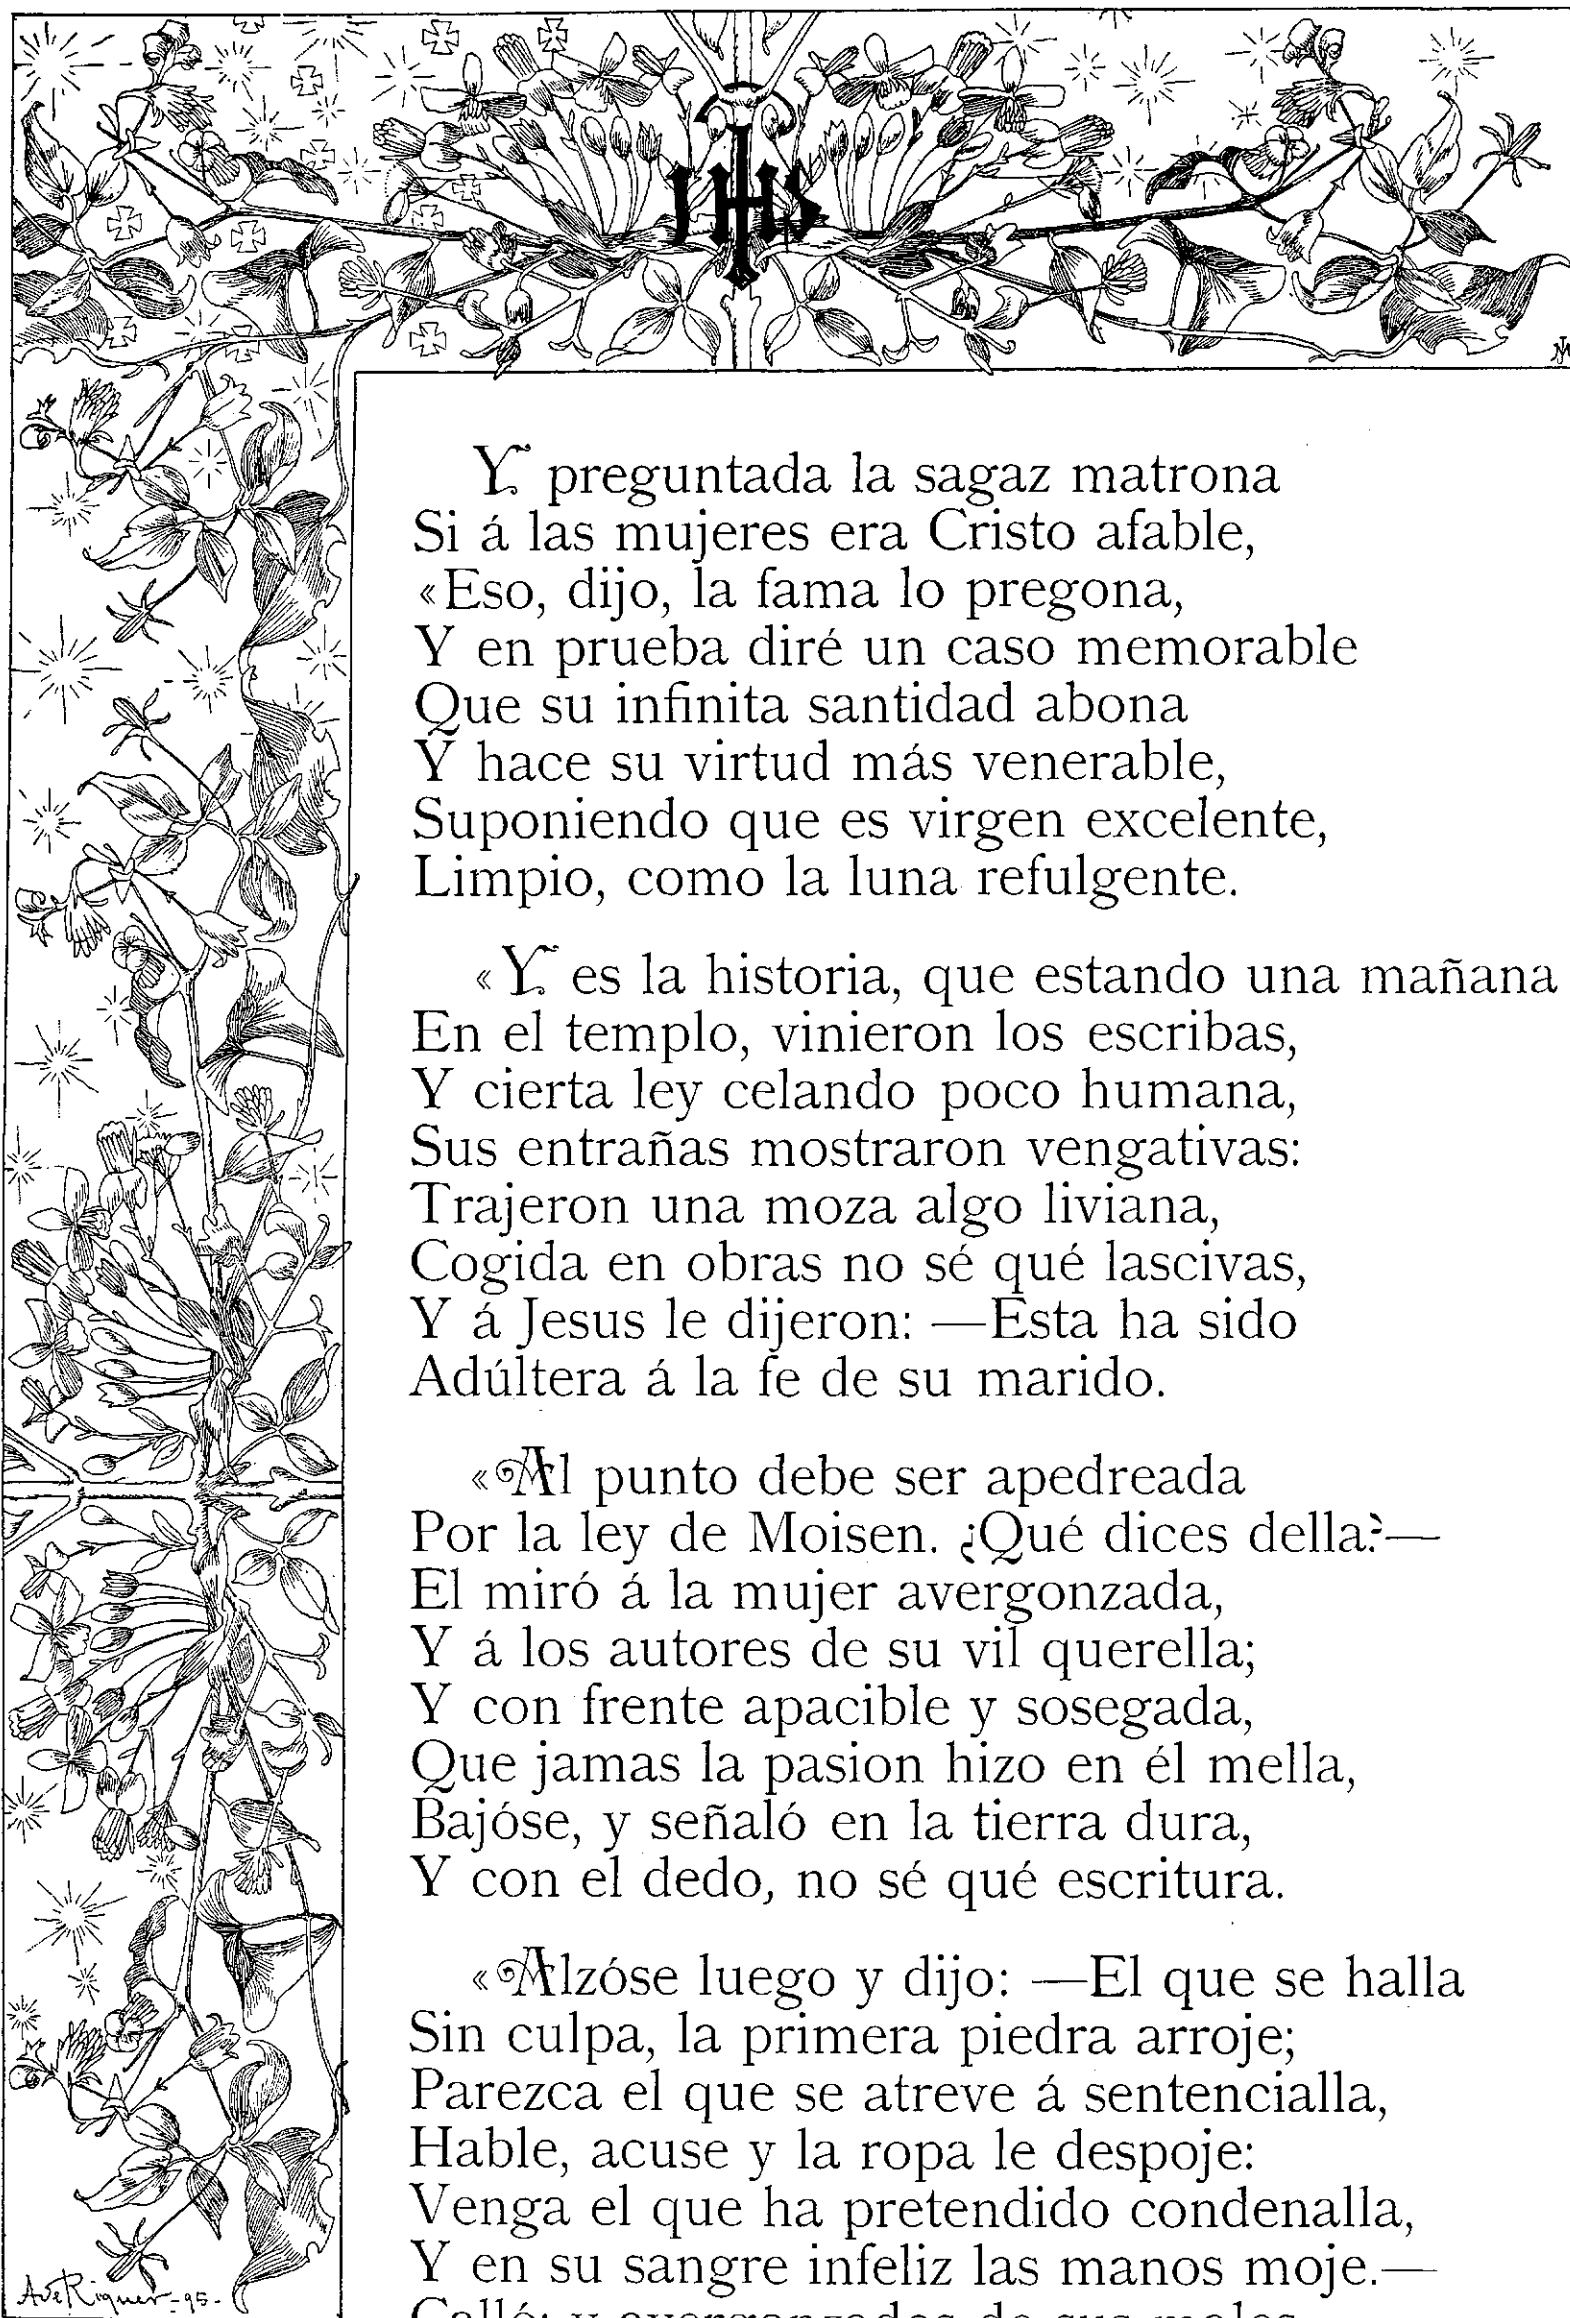 IHS
Y preguntada la sagaz matrona
Si á las mujeres era Cristo afable,
«Eso, dijo, la fama lo pregona,
Y en prueba diré un caso memorable
Que su infinita santidad abona
Y hace su virtud más venerable,
Suponiendo que es virgen excelente,
Limpio, como la luna refulgente.
«Y es la historia, que estando una mañana
En el templo, vinieron los escribas,
Y cierta ley celando poco humana,
Sus entrañas mostraron vengativas:
Trajeron una moza algo liviana,
Cogida en obras no sé qué lascivas,
Y á Jesus le dijeron: —Esta ha sido
Adúltera á la fe de su marido.
«Al punto debe ser apedreada
Por la ley de Moisen. ¿Qué dices della?—
El miró á la mujer avergonzada,
Y á los autores de su vil querella;
Y con frente apacible y sosegada,
Que jamas la pasion hizo en él mella,
Bajóse, y señaló en la tierra dura,
Y con el dedo, no sé qué escritura.
«Alzóse luego y dijo: —El que se halla
Sin culpa, la primera piedra arroje;
Parezca el que se atreve á sentencialla,
Hable, acuse y la ropa le despoje:
Venga el que ha pretendido condenalla,
Y en su sangre infeliz las manos moje.—
Calló; y avergonzados de sus males
A de Riquer-95-